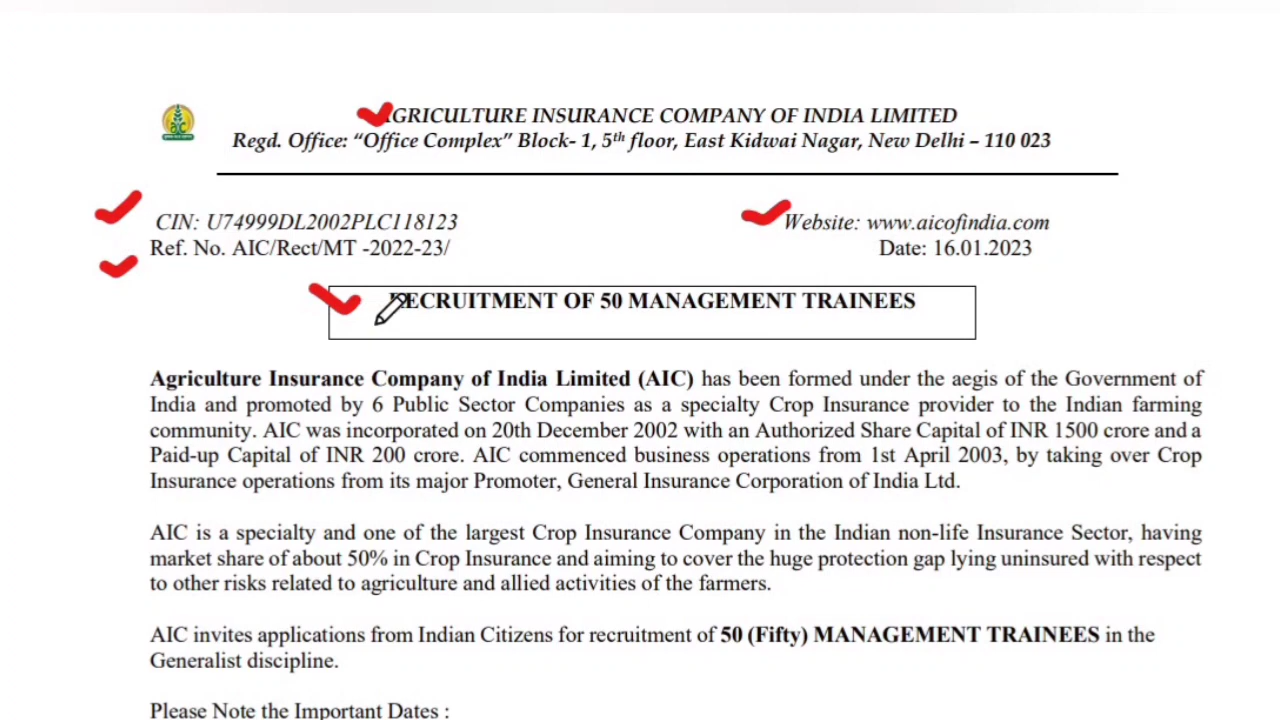 AGRICULTURE INSURANCE COMPANY OF INDIA LIMITED
Regd. Office: “Office Complex” Block- 1, 5th floor, East Kidwai Nagar, New Delhi – 110 023
CIN: U74999DL2002PLC118123
Website: www.aicofindia.com
Ref. No. AIC/Rect/MT -2022-23/
Date: 16.01.2023
RECRUITMENT OF 50 MANAGEMENT TRAINEES
Agriculture Insurance Company of India Limited (AIC) has been formed under the aegis of the Government of
India and promoted by 6 Public Sector Companies as a specialty Crop Insurance provider to the Indian farming
community. AIC was incorporated on 20th December 2002 with an Authorized Share Capital of INR 1500 crore and a
Paid-up Capital of INR 200 crore. AIC commenced business operations from 1st April 2003, by taking over Crop
Insurance operations from its major Promoter, General Insurance Corporation of India Ltd.
AIC is a specialty and one of the largest Crop Insurance Company in the Indian non-life Insurance Sector, having
market share of about 50% in Crop Insurance and aiming to cover the huge protection gap lying uninsured with respect
to other risks related to agriculture and allied activities of the farmers.
AIC invites applications from Indian Citizens for recruitment of 50 (Fifty) MANAGEMENT TRAINEES in the
Generalist discipline.
Please Note the Important Dates :